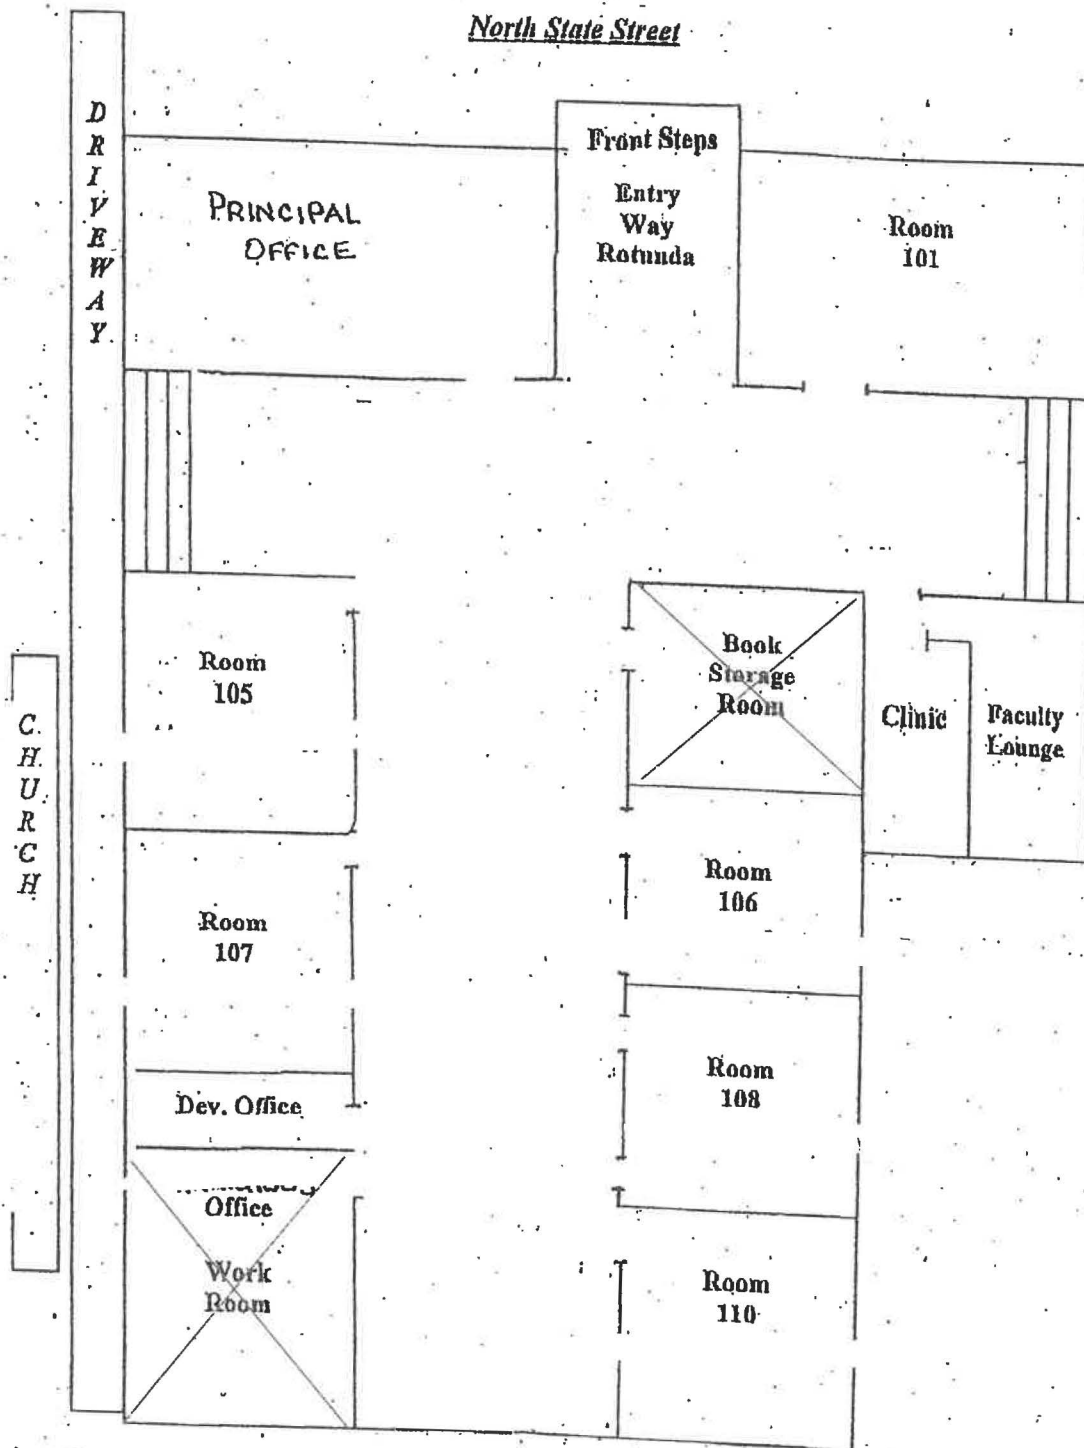 North State Street
DRIVEWAY
Front Steps
Entry
Way
Rotunda
PRINCIPAL
OFFICE
Room
101
Room
105
Book
Storage
Room
Clinic
Faculty
Lounge
CHURCH
Room
106
Room
107
Room
108
Dev. Office
Office
Work
Room
Room
110